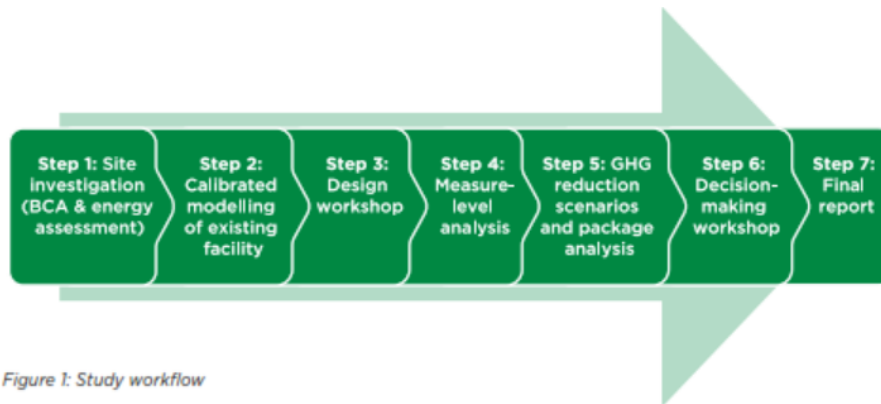 Step 1: Site
investigation
(BCA & energy
assessment)
Step 2:
Calibrated
modelling
of existing
facility
Step 3:
Design
workshop
Step 4:
Measure-
level
analysis
Step 5: GHG
reduction
scenarios
and package
analysis
Step 6:
Decision-
making
workshop
Step 7:
Final
report
Figure 1: Study workflow